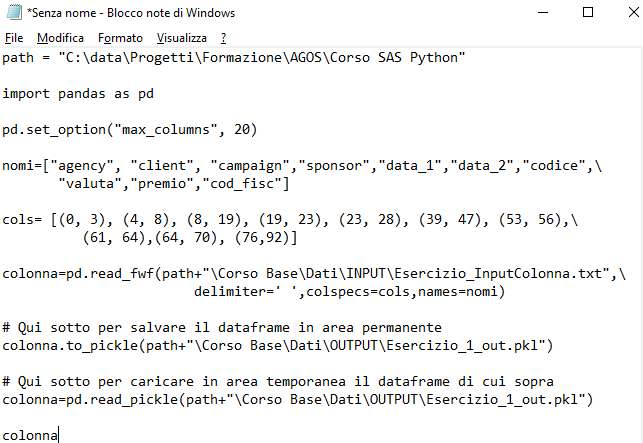 *Senza nome - Blocco note di Windows
File Modifica Formato Visualizza ?
path = "C:\data\Progetti\Formazione\AGOS\Corso SAS Python"
import pandas as pd
pd.set_option("max_columns", 20)
nomi=["agency", "client", "campaign","sponsor","data_1","data_2","codice",\
"valuta","premio","cod_fisc"]
cols= [(0, 3), (4, 8), (8, 19), (19, 23), (23, 28), (39, 47), (53, 56),\
(61, 64),(64, 70), (76,92)]
colonna=pd.read_fwf(path+"\Corso Base\Dati\INPUT\Esercizio_InputColonna.txt",\
delimiter=' ',colspecs=cols,names=nomi)
# Qui sotto per salvare il dataframe in area permanente
colonna.to_pickle(path+"\Corso Base\Dati\OUTPUT\Esercizio_1_out.pkl")
# Qui sotto per caricare in area temporanea il dataframe di cui sopra
colonna=pd.read_pickle(path+"\Corso Base\Dati\OUTPUT\Esercizio_1_out.pkl")
colonna